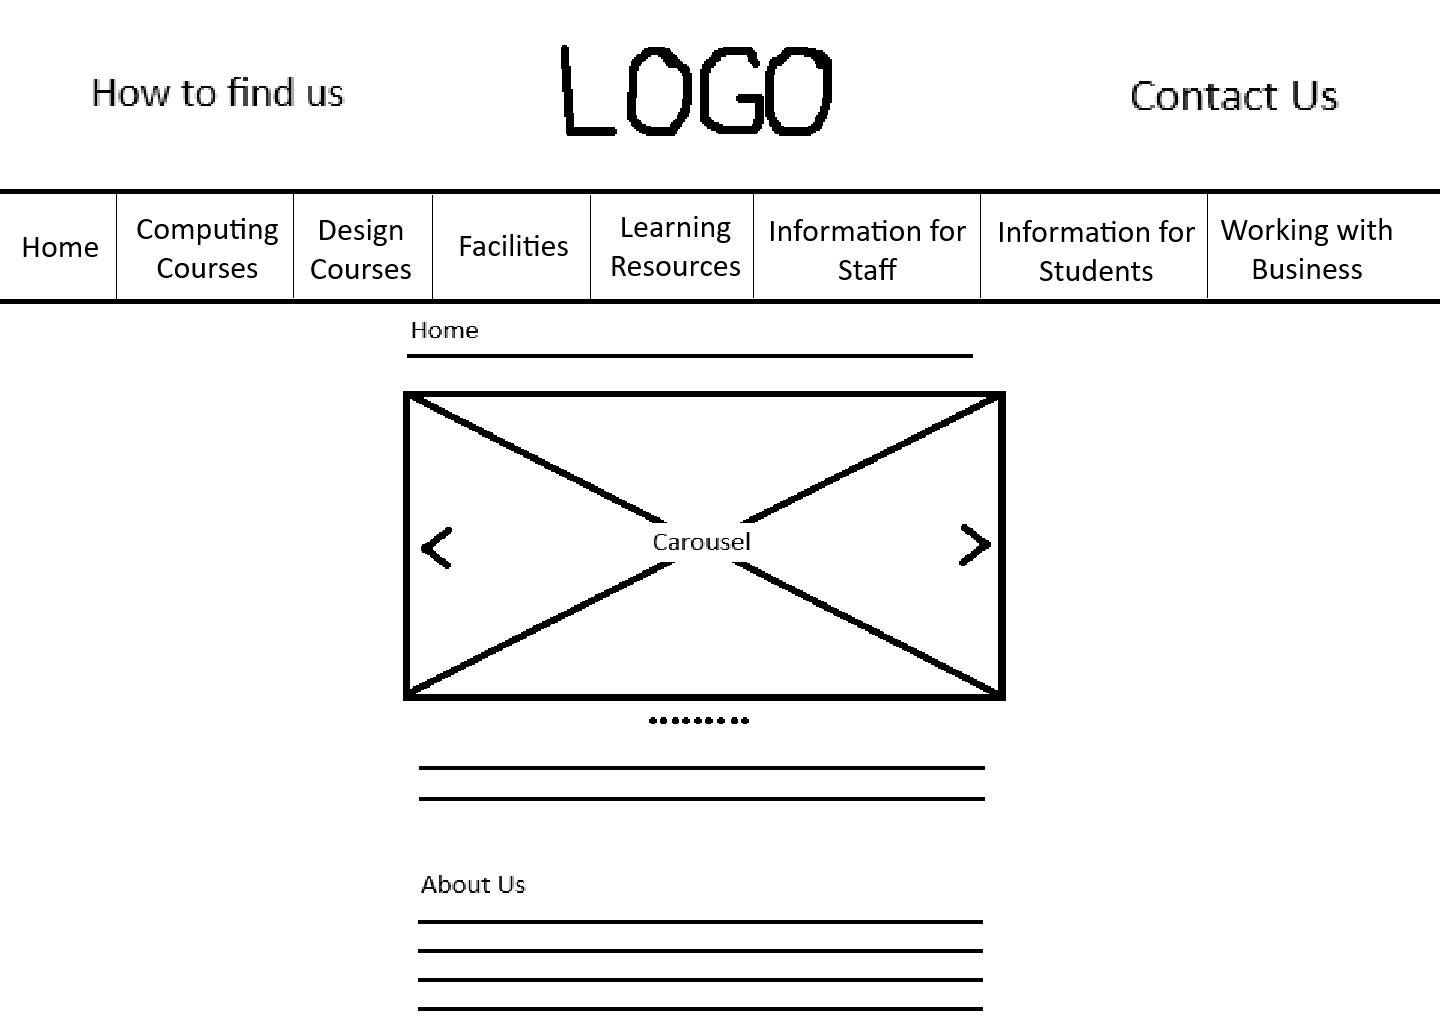 How to find us
LOGO
Contact Us
Home
Computing
Courses
Design
Courses
Facilities
Learning
Resources
Information for
Staff
Information for
Students
Working with
Business
Home
Carousel
About Us